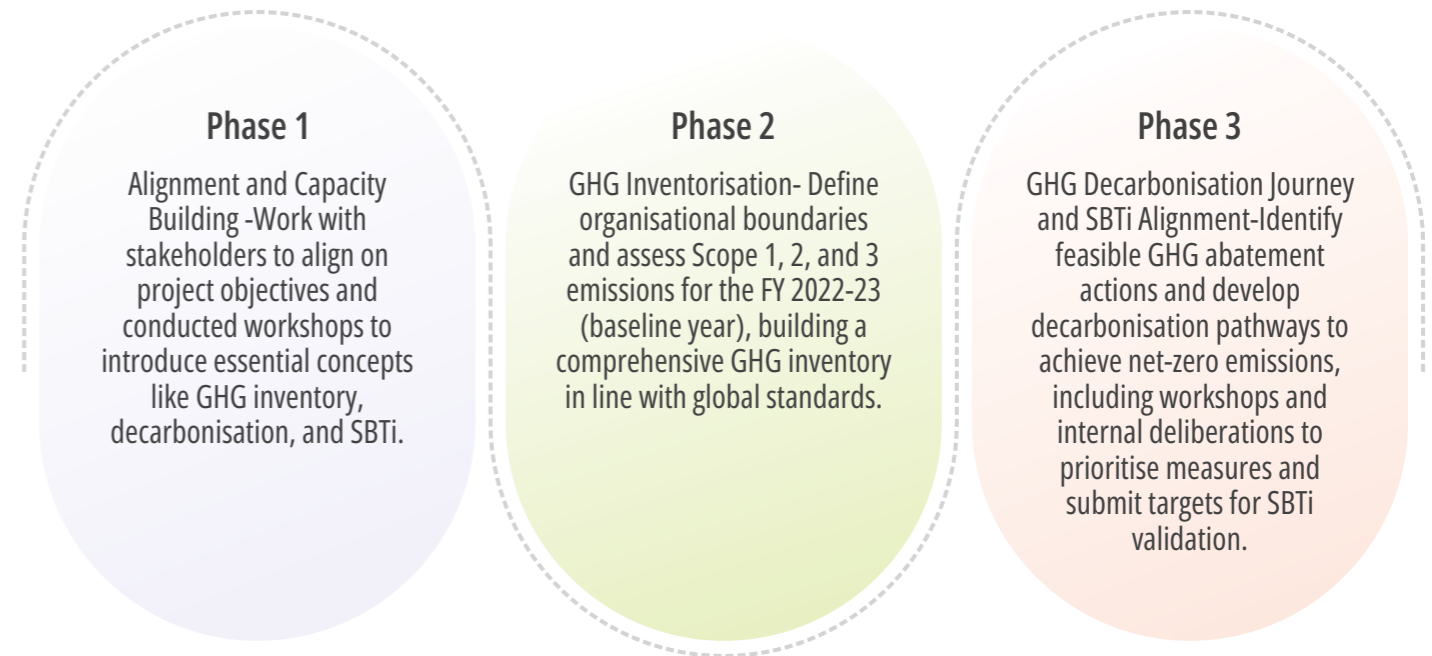 Phase 1
Alignment and Capacity
Building -Work with
stakeholders to align on
project objectives and
conducted workshops to
introduce essential concepts
like GHG inventory,
decarbonisation, and SBTi.
Phase 2
GHG Inventorisation- Define
organisational boundaries
and assess Scope 1, 2, and 3
emissions for the FY 2022-23
(baseline year), building a
comprehensive GHG inventory
in line with global standards.
Phase 3
GHG Decarbonisation Journey
and SBTi Alignment-Identify
feasible GHG abatement
actions and develop
decarbonisation pathways to
achieve net-zero emissions,
including workshops and
internal deliberations to
prioritise measures and
submit targets for SBTi
validation.